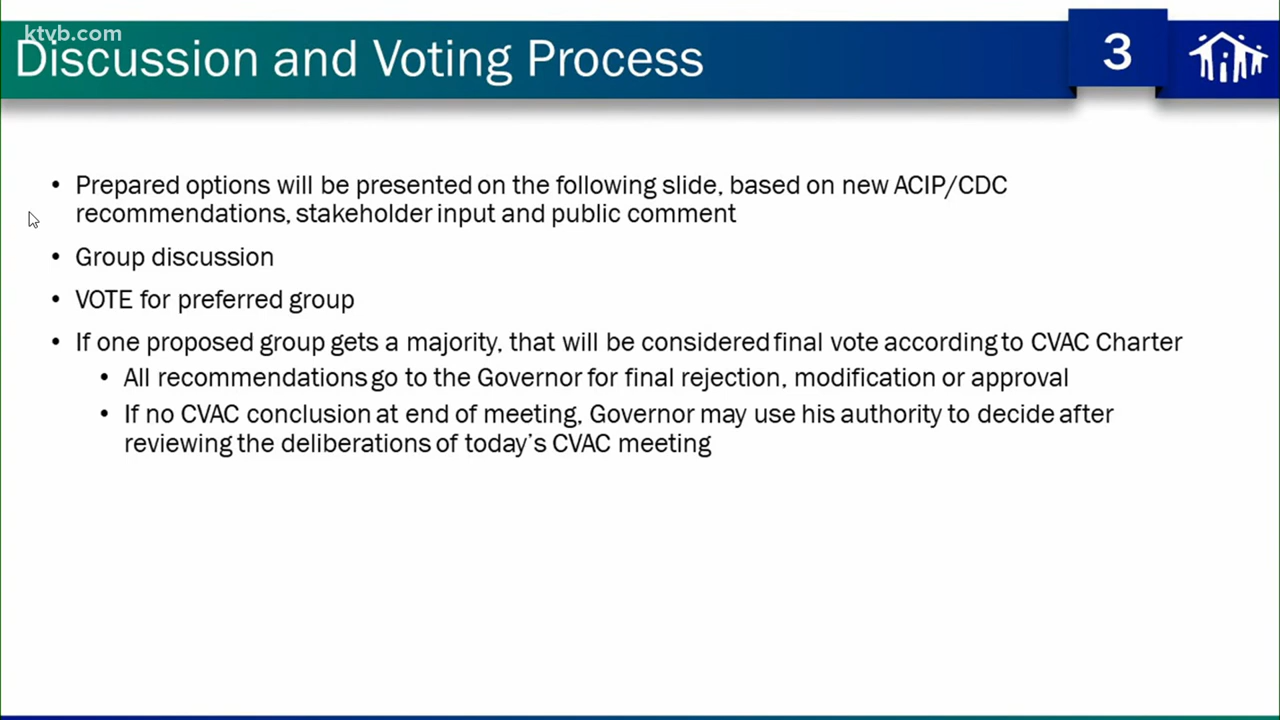 ktvb.com
Discussion and Voting Process
3
• Prepared options will be presented on the following slide, based on new ACIP/CDC
recommendations, stakeholder input and public comment
• Group discussion
• VOTE for preferred group
• If one proposed group gets a majority, that will be considered final vote according to CVAC Charter
• All recommendations go to the Governor for final rejection, modification or approval
• If no CVAC conclusion at end of meeting, Governor may use his authority to decide after
reviewing the deliberations of today's CVAC meeting